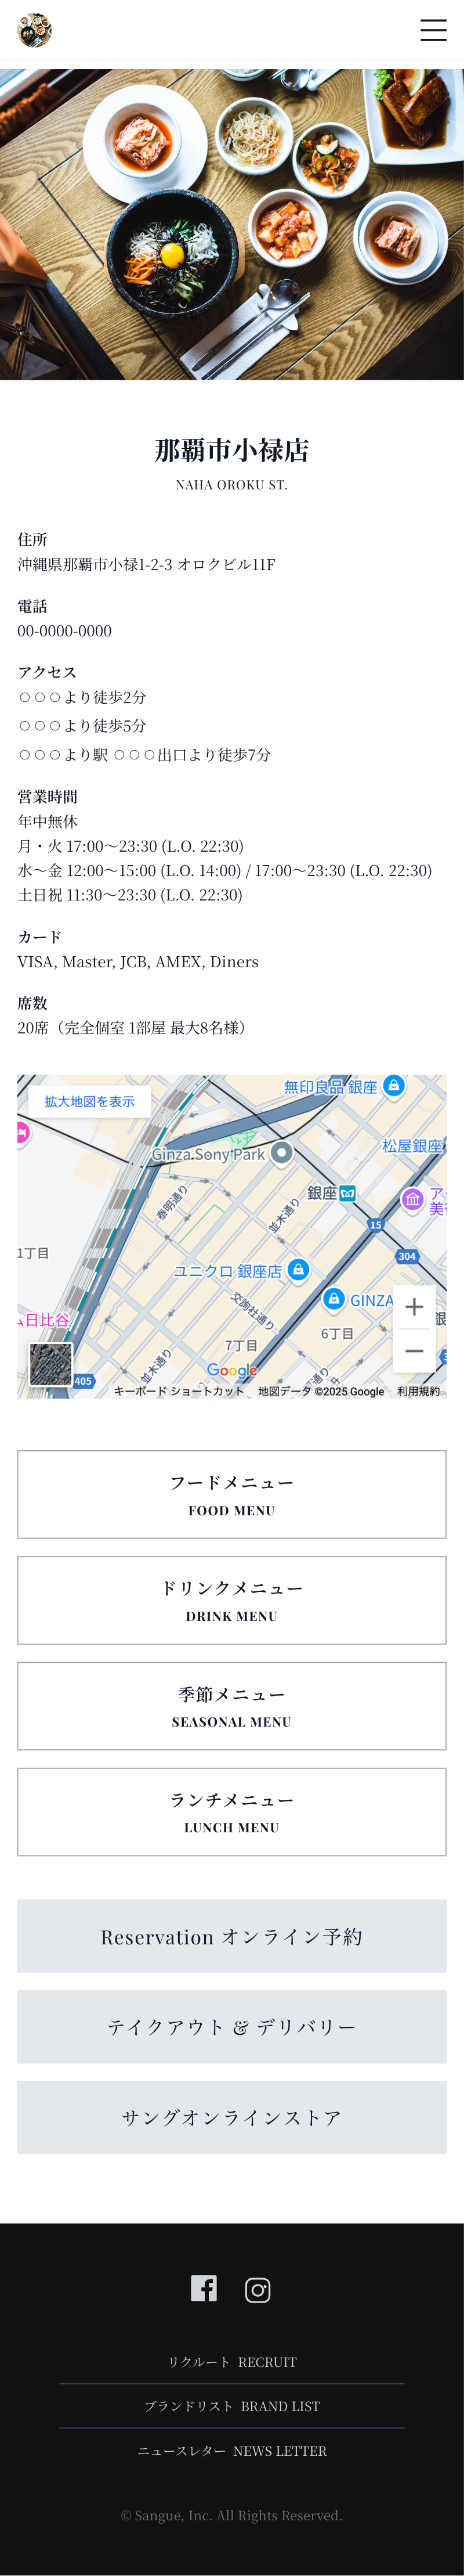 那覇市小禄店
NAHA OROKU ST.
住所
沖縄県那覇市小禄1-2-3 オロクビル11F
電話
00-0000-0000
アクセス
○○○より徒歩2分
○○○より徒歩5分
○○○より駅 ○○○出口より徒歩7分
営業時間
年中無休
月・火 17:00〜23:30 (L.O. 22:30)
水〜金 12:00〜15:00 (L.O. 14:00) / 17:00〜23:30 (L.O. 22:30)
土日祝 11:30〜23:30 (L.O. 22:30)
カード
VISA, Master, JCB, AMEX, Diners
席数
20席（完全個室 1部屋 最大8名様）
無印良品 銀座
拡大地図を表示
松屋銀座
Ginza Sony Park
銀座
ア
泰明通り
並木通り
15
1丁目
304
ユニクロ 銀座店
交詢社通り
GINZA
日比谷
6丁目
7丁目
405
並木通り
Google
キーボード ショートカット
地図データ ©2025 Google
利用規約
フードメニュー
FOOD MENU
ドリンクメニュー
DRINK MENU
季節メニュー
SEASONAL MENU
ランチメニュー
LUNCH MENU
Reservation オンライン予約
テイクアウト & デリバリー
サングオンラインストア
リクルート RECRUIT
ブランドリスト BRAND LIST
ニュースレター NEWS LETTER
© Sangue, Inc. All Rights Reserved.